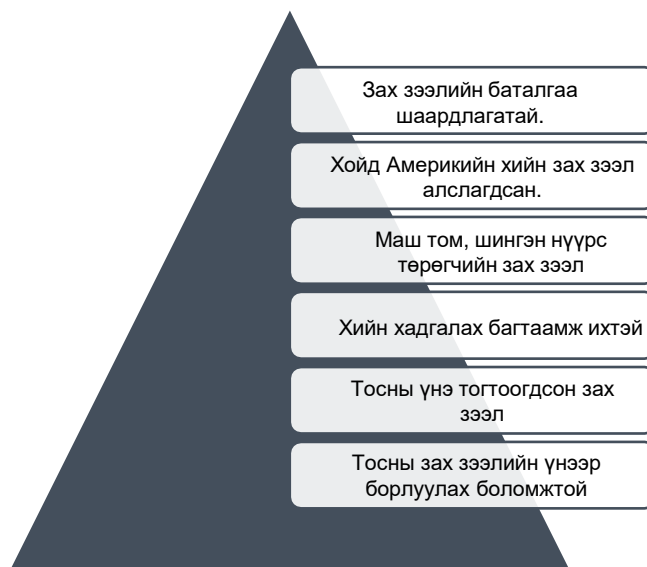 Зах зээлийн баталгаа
шаардлагатай.
Хойд Америкийн хийн зах зээл
алслагдсан.
Маш том, шингэн нүүрс
төрөгчийн зах зээл
Хийн хадгалах багтаамж ихтэй
Тосны үнэ тогтоогдсон зах
зээл
Тосны зах зээлийн үнээр
борлуулах боломжтой